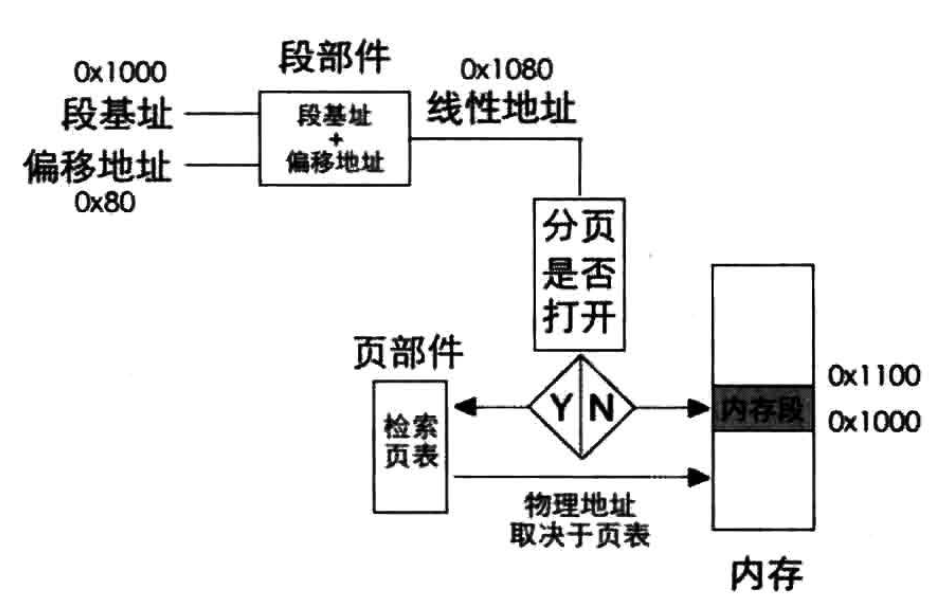 0x1000
段部件
0x1080
段基址
段基址
+
偏移地址
线性地址
偏移地址
0x80
分页
是否
打开
页部件
Y
N
检索
页表
内存段
0x1100
0x1000
物理地址
取决于页表
内存